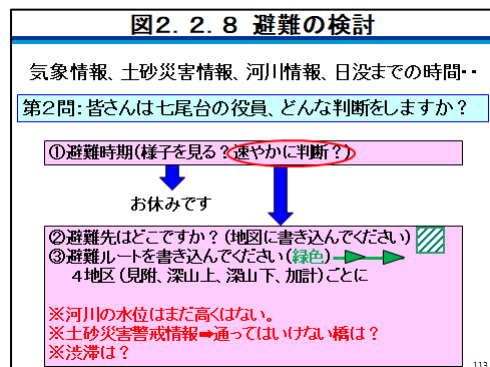 図2.2.8 避難の検討
気象情報、土砂災害情報、河川情報、日没までの時間・・
第2問：皆さんは七尾台の役員、どんな判断をしますか？
①避難時期(様子を見る？速やかに判断？)
お休みです
②避難先はどこですか？(地図に書き込んでください)
③避難ルートを書き込んでください(緑色)
4地区(見附、深山上、深山下、加計)ごとに
※河川の水位はまだ高くはない。
※土砂災害警戒情報➡通ってはいけない橋は？
※渋滞は？
113